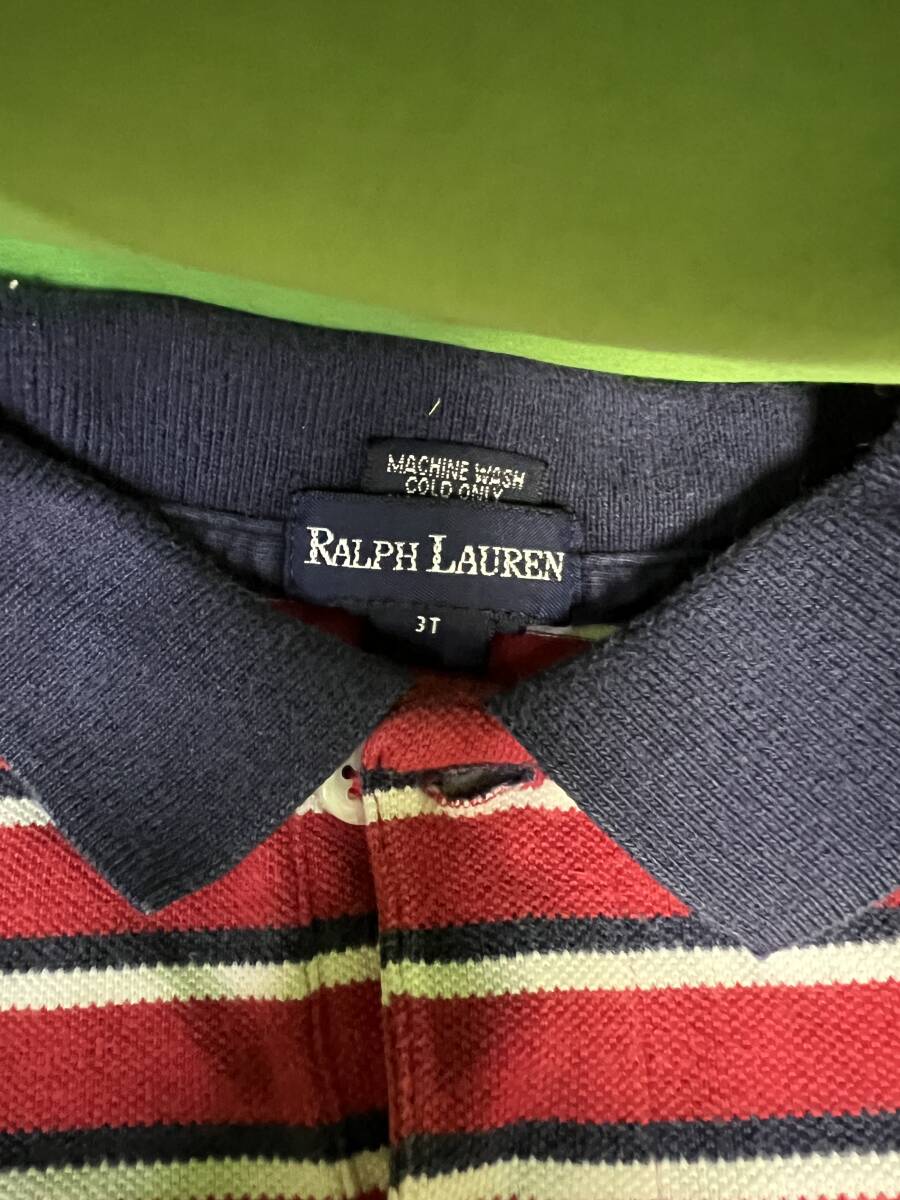 MACHINE WASH
COLD ONLY
RALPH LAUREN
3T